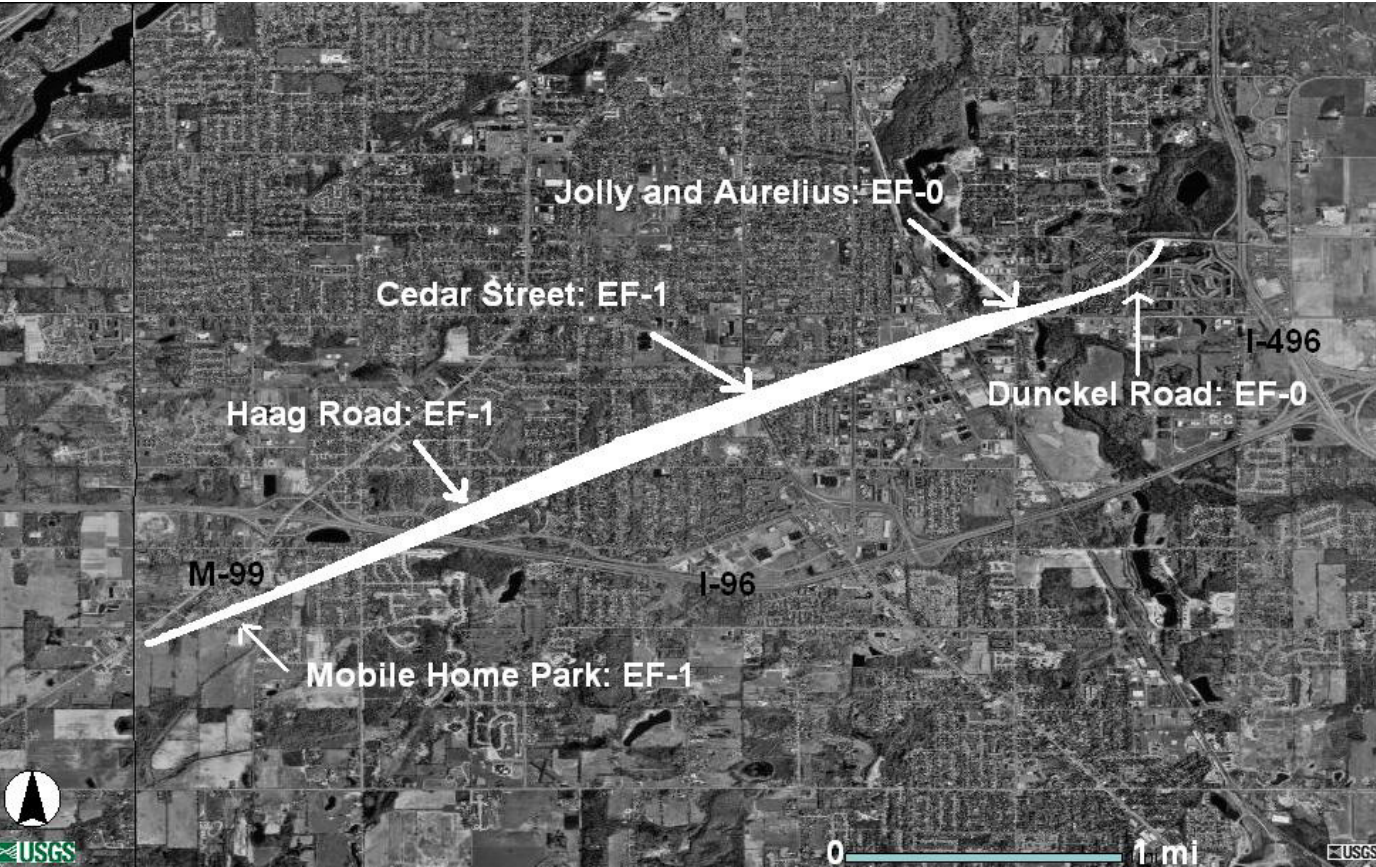 Jolly and Aurelius: EF-0
Cedar Street: EF-1
I-496
Dunckel Road: EF-0
Haag Road: EF-1
M-99
I-96
Mobile Home Park: EF-1
USGS
0 1 mi
USGS